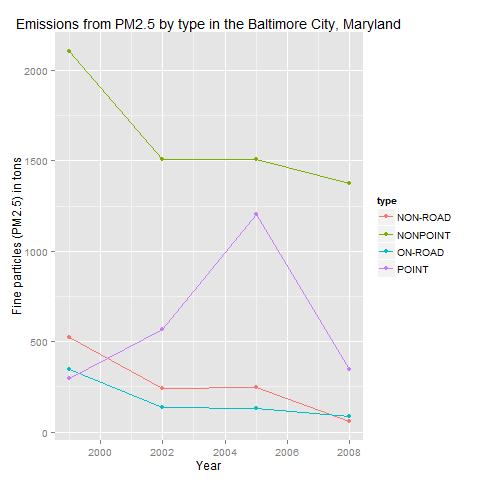 Emissions from PM2.5 by type in the Baltimore City, Maryland
Fine particles (PM2.5) in tons
2000
1500
1000
500
0
2000 2002 2004 2006 2008
Year
type
NON-ROAD
NONPOINT
ON-ROAD
POINT